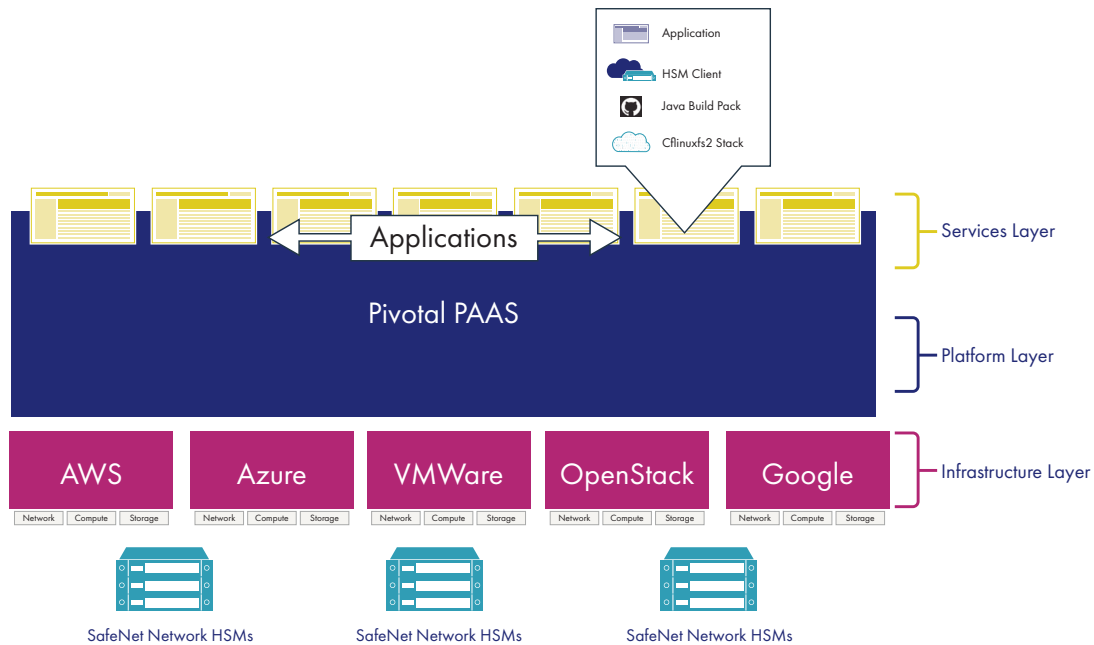 Application
HSM Client
Java Build Pack
Cflinuxfs2 Stack
Applications
Services Layer
Pivotal PAAS
Platform Layer
AWS
Azure
VMWare
OpenStack
Google
Infrastructure Layer
Network Compute Storage
Network Compute Storage
Network Compute Storage
Network Compute Storage
Network Compute Storage
SafeNet Network HSMs
SafeNet Network HSMs
SafeNet Network HSMs